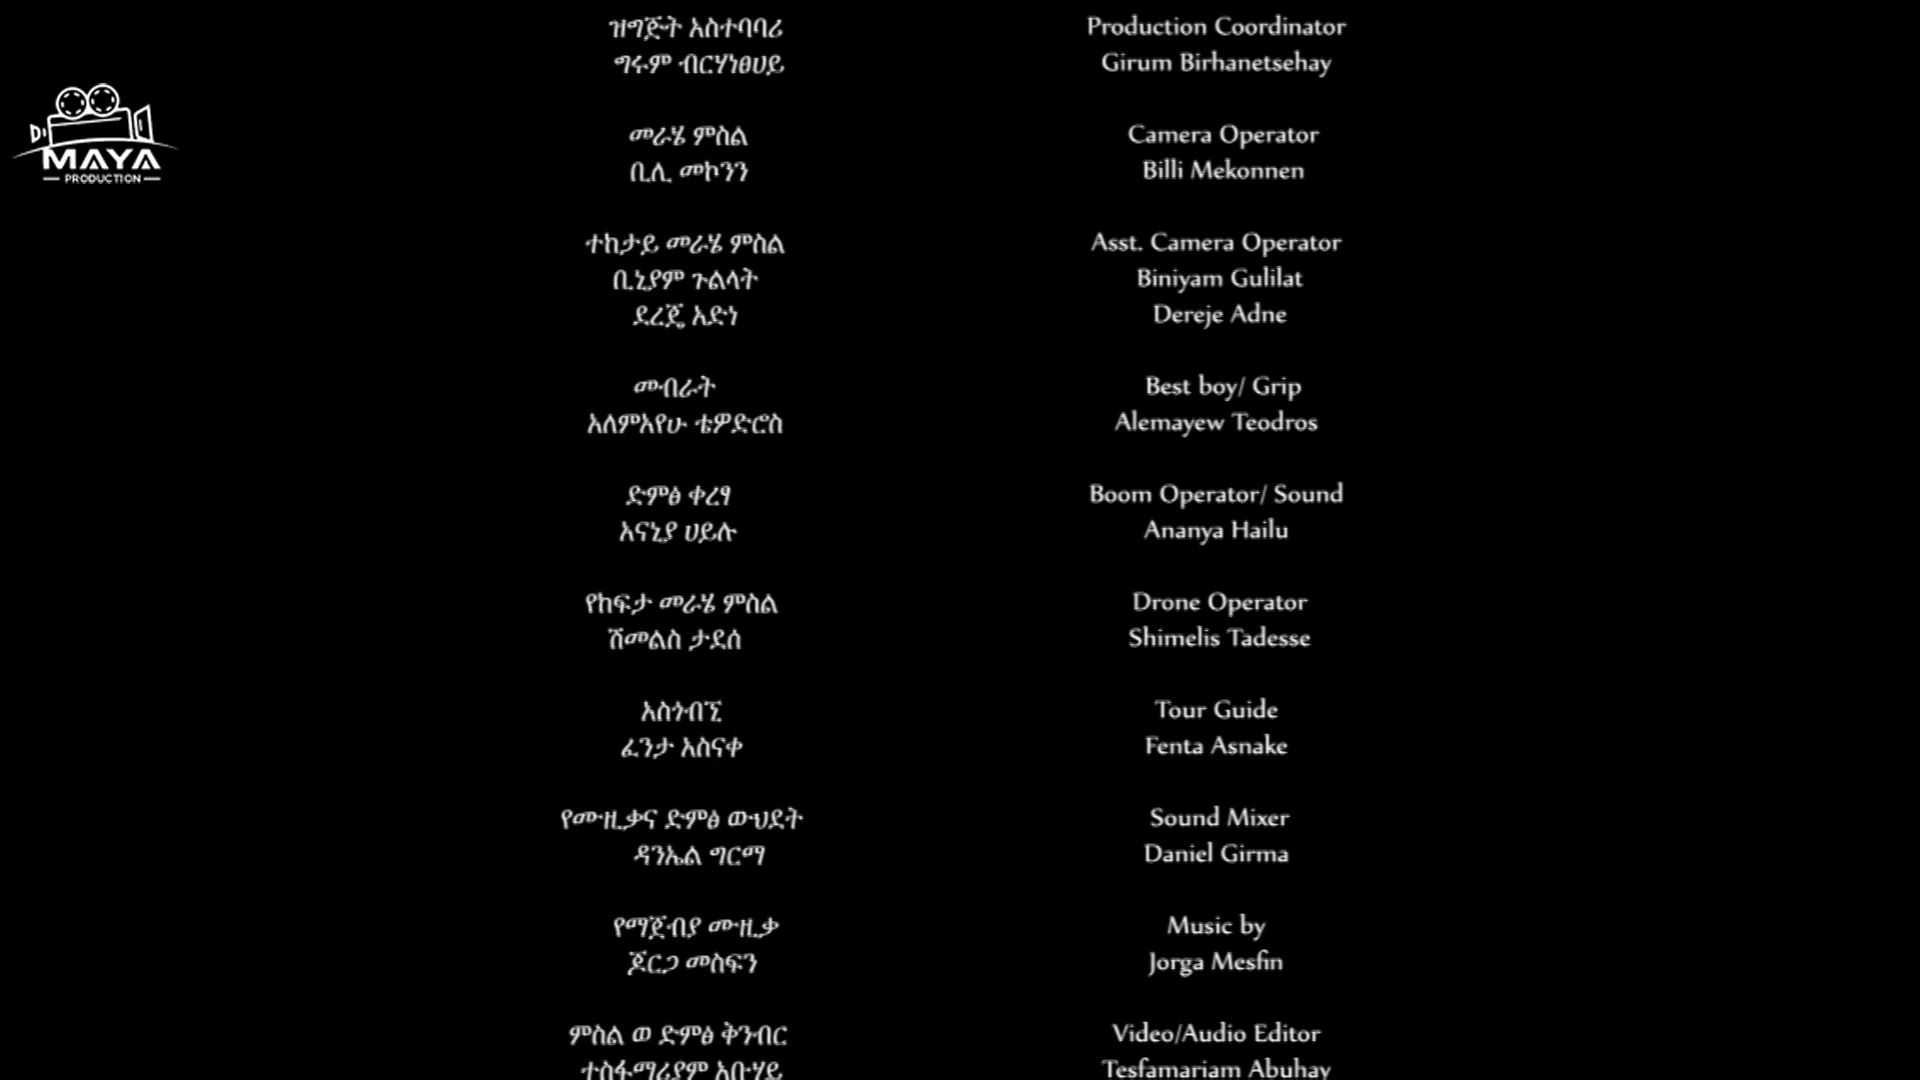 ዝግጅት አስተባባሪ
Production Coordinator
ግሩም ብርሃነፀሀይ
Girum Birhanetsehay
MAYA
PRODUCTION
መራሄ ምስል
Camera Operator
ቢሊ መኮንን
Billi Mekonnen
ተከታይ መራሄ ምስል
Asst. Camera Operator
ቢኒያም ጉልላት
Biniyam Gulilat
ደረጄ አድነ
Dereje Adne
መብራት
Best boy/ Grip
አለምአየሁ ቴዎድሮስ
Alemayew Teodros
ድምፅ ቀረፃ
Boom Operator/ Sound
አናኒያ ሀይሉ
Ananya Hailu
የከፍታ መራሄ ምስል
Drone Operator
ሽመልስ ታደሰ
Shimelis Tadesse
አስጎብኚ
Tour Guide
ፈንታ አስናቀ
Fenta Asnake
የሙዚቃና ድምፅ ውህደት
Sound Mixer
ዳንኤል ግርማ
Daniel Girma
የማጀብያ ሙዚቃ
Music by
ጆርጋ መስፍን
Jorga Mesfin
ምስል ወ ድምፅ ቅንብር
Video/Audio Editor
ተስፋማሪያም አቡሃይ
Tesfamariam Abuhay